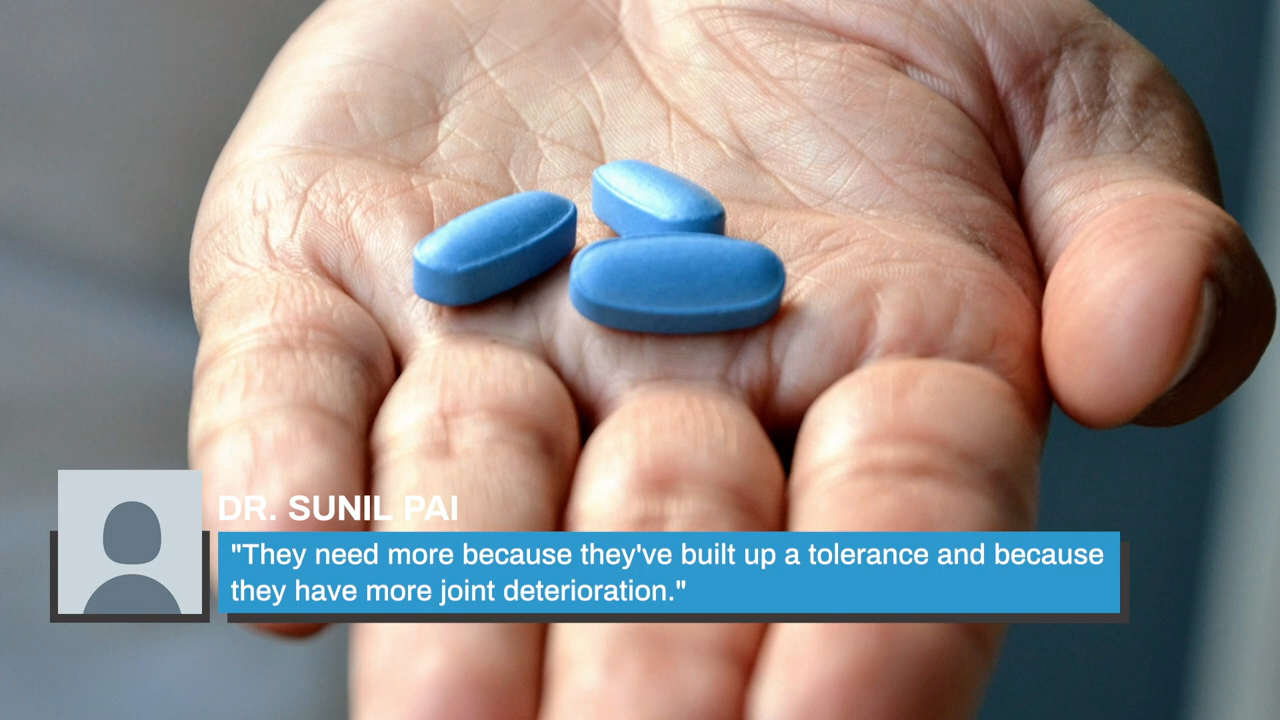 DR. SUNIL PAI
"They need more because they've built up a tolerance and because
they have more joint deterioration."